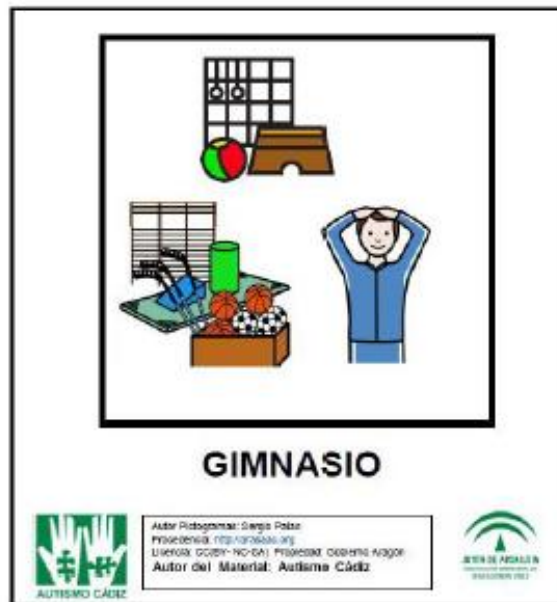 GIMNASIO
Autor Pictogramas: Sergio Palao
Procedencia: http://arasaac.org
Licencia: CC (BY-NC-SA) Propiedad: Gobierno Aragón
Autor del Material: Autismo Cádiz
AUTISMO CÁDIZ
JUNTA DE ANDALUCIA